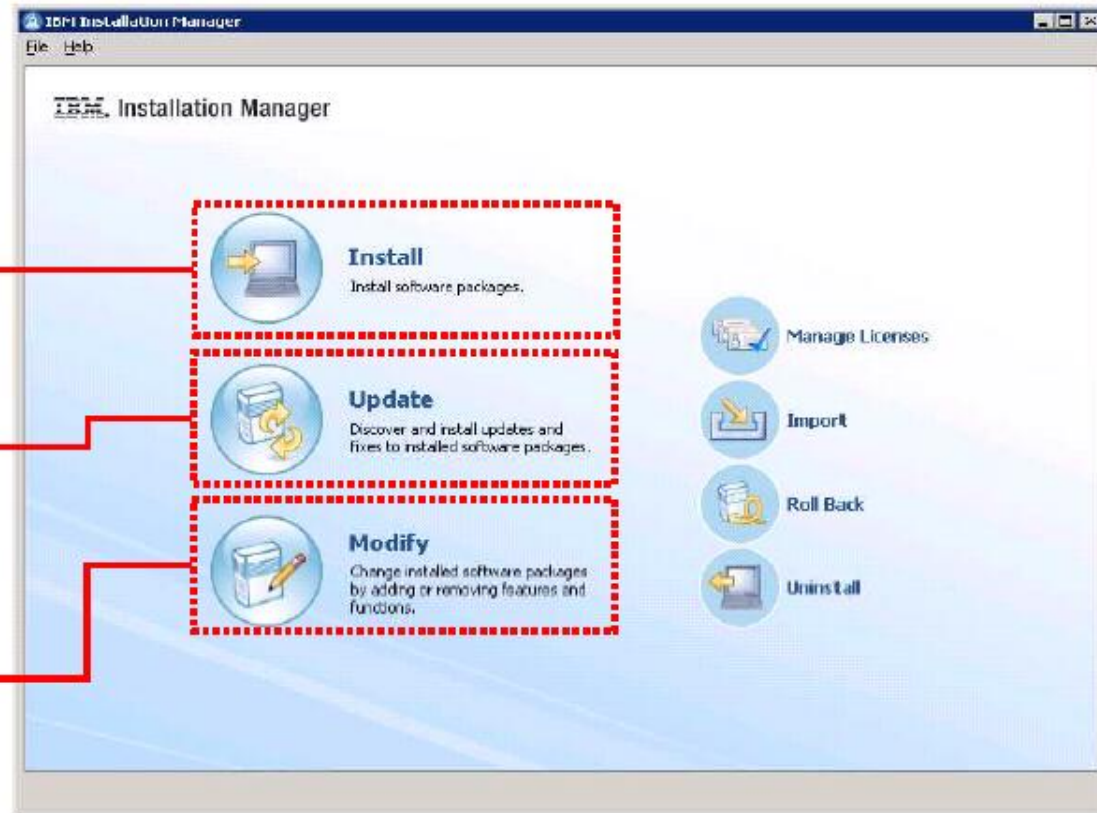 IBM Installation Manager
File Help
IBM. Installation Manager
Install
Install software packages.
Update
Discover and install updates and
fixes to installed software packages.
Modify
Change installed software packages
by adding or removing features and
functions.
Manage Licenses
Import
Roll Back
Uninstall